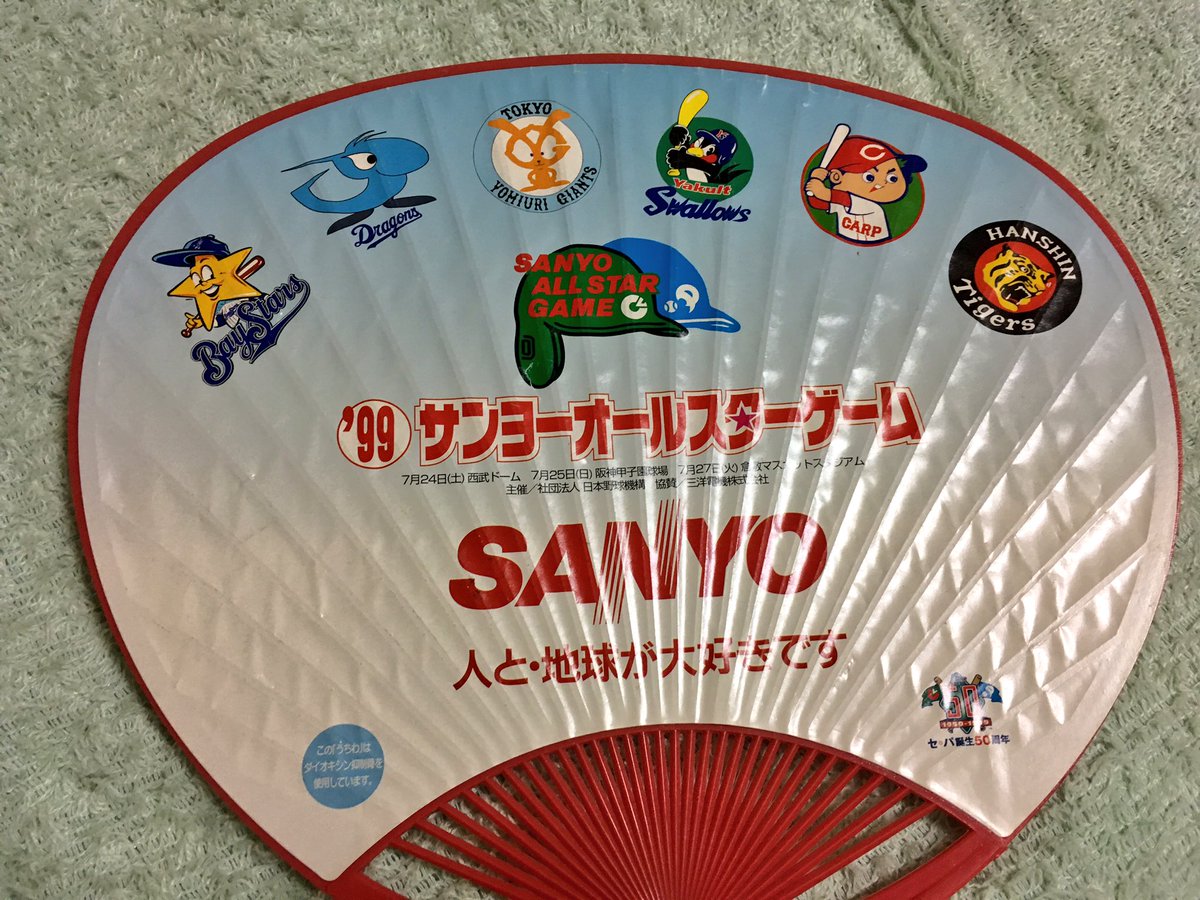 TOKYO
YOMIURI GIANTS
Dragons
Yakult
Swallows
C
CARP
HANSHIN
Tigers
BayStars
SANYO
ALL STAR
GAME
'99 サンヨーオールスターゲーム
7月24日(土) 西武ドーム 7月25日(日) 阪神甲子園球場 7月27日(火) 倉敷マスカットスタジアム
主催／社団法人 日本野球機構 協賛／三洋電機株式会社
SANYO
人と・地球が大好きです
50
1950-1999
セ・パ誕生50周年
この「うちわ」は
ダイオキシン抑制骨を
使用しています。